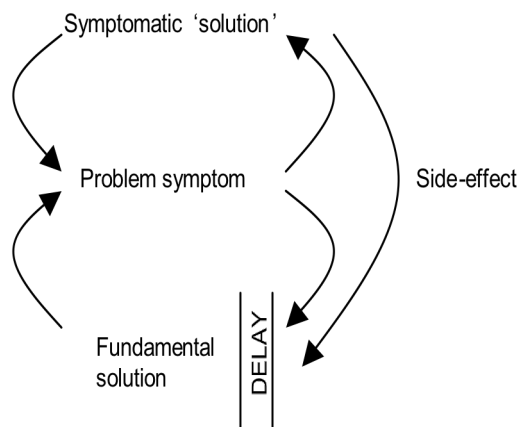 Symptomatic ‘solution’
Problem symptom
Side-effect
Fundamental
solution
DELAY